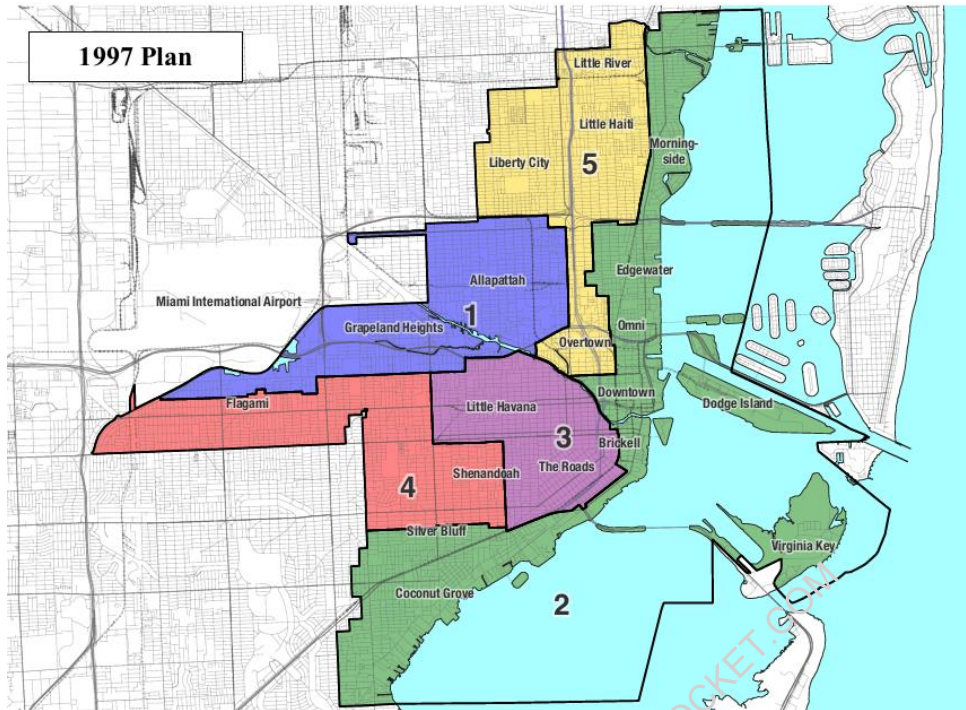 1997 Plan
Little River
Little Haiti
Morning-
side
Liberty City
5
Allapattah
Edgewater
Miami International Airport
1
Grapeland Heights
Omni
Overtown
Flagami
Little Havana
Downtown
Dodge Island
3
Brickell
Shenandoah
The Roads
4
Silver Bluff
Virginia Key
Coconut Grove
2
OCKET.COM